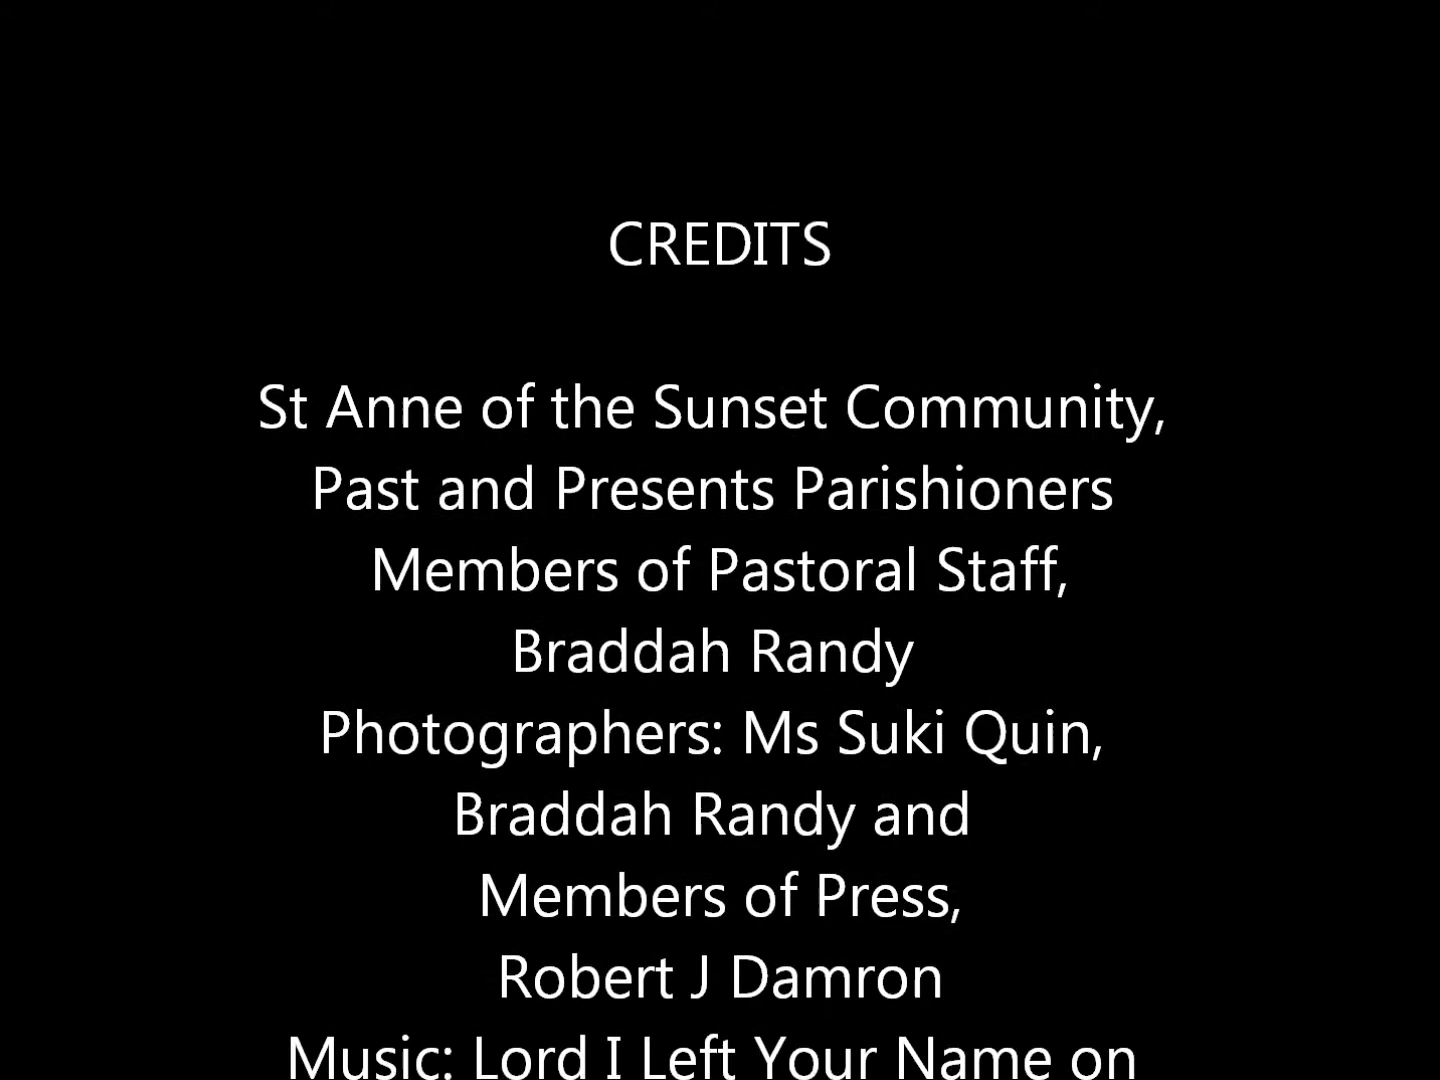 CREDITS
St Anne of the Sunset Community,
Past and Presents Parishioners
Members of Pastoral Staff,
Braddah Randy
Photographers: Ms Suki Quin,
Braddah Randy and
Members of Press,
Robert J Damron
Music: Lord I Left Your Name on